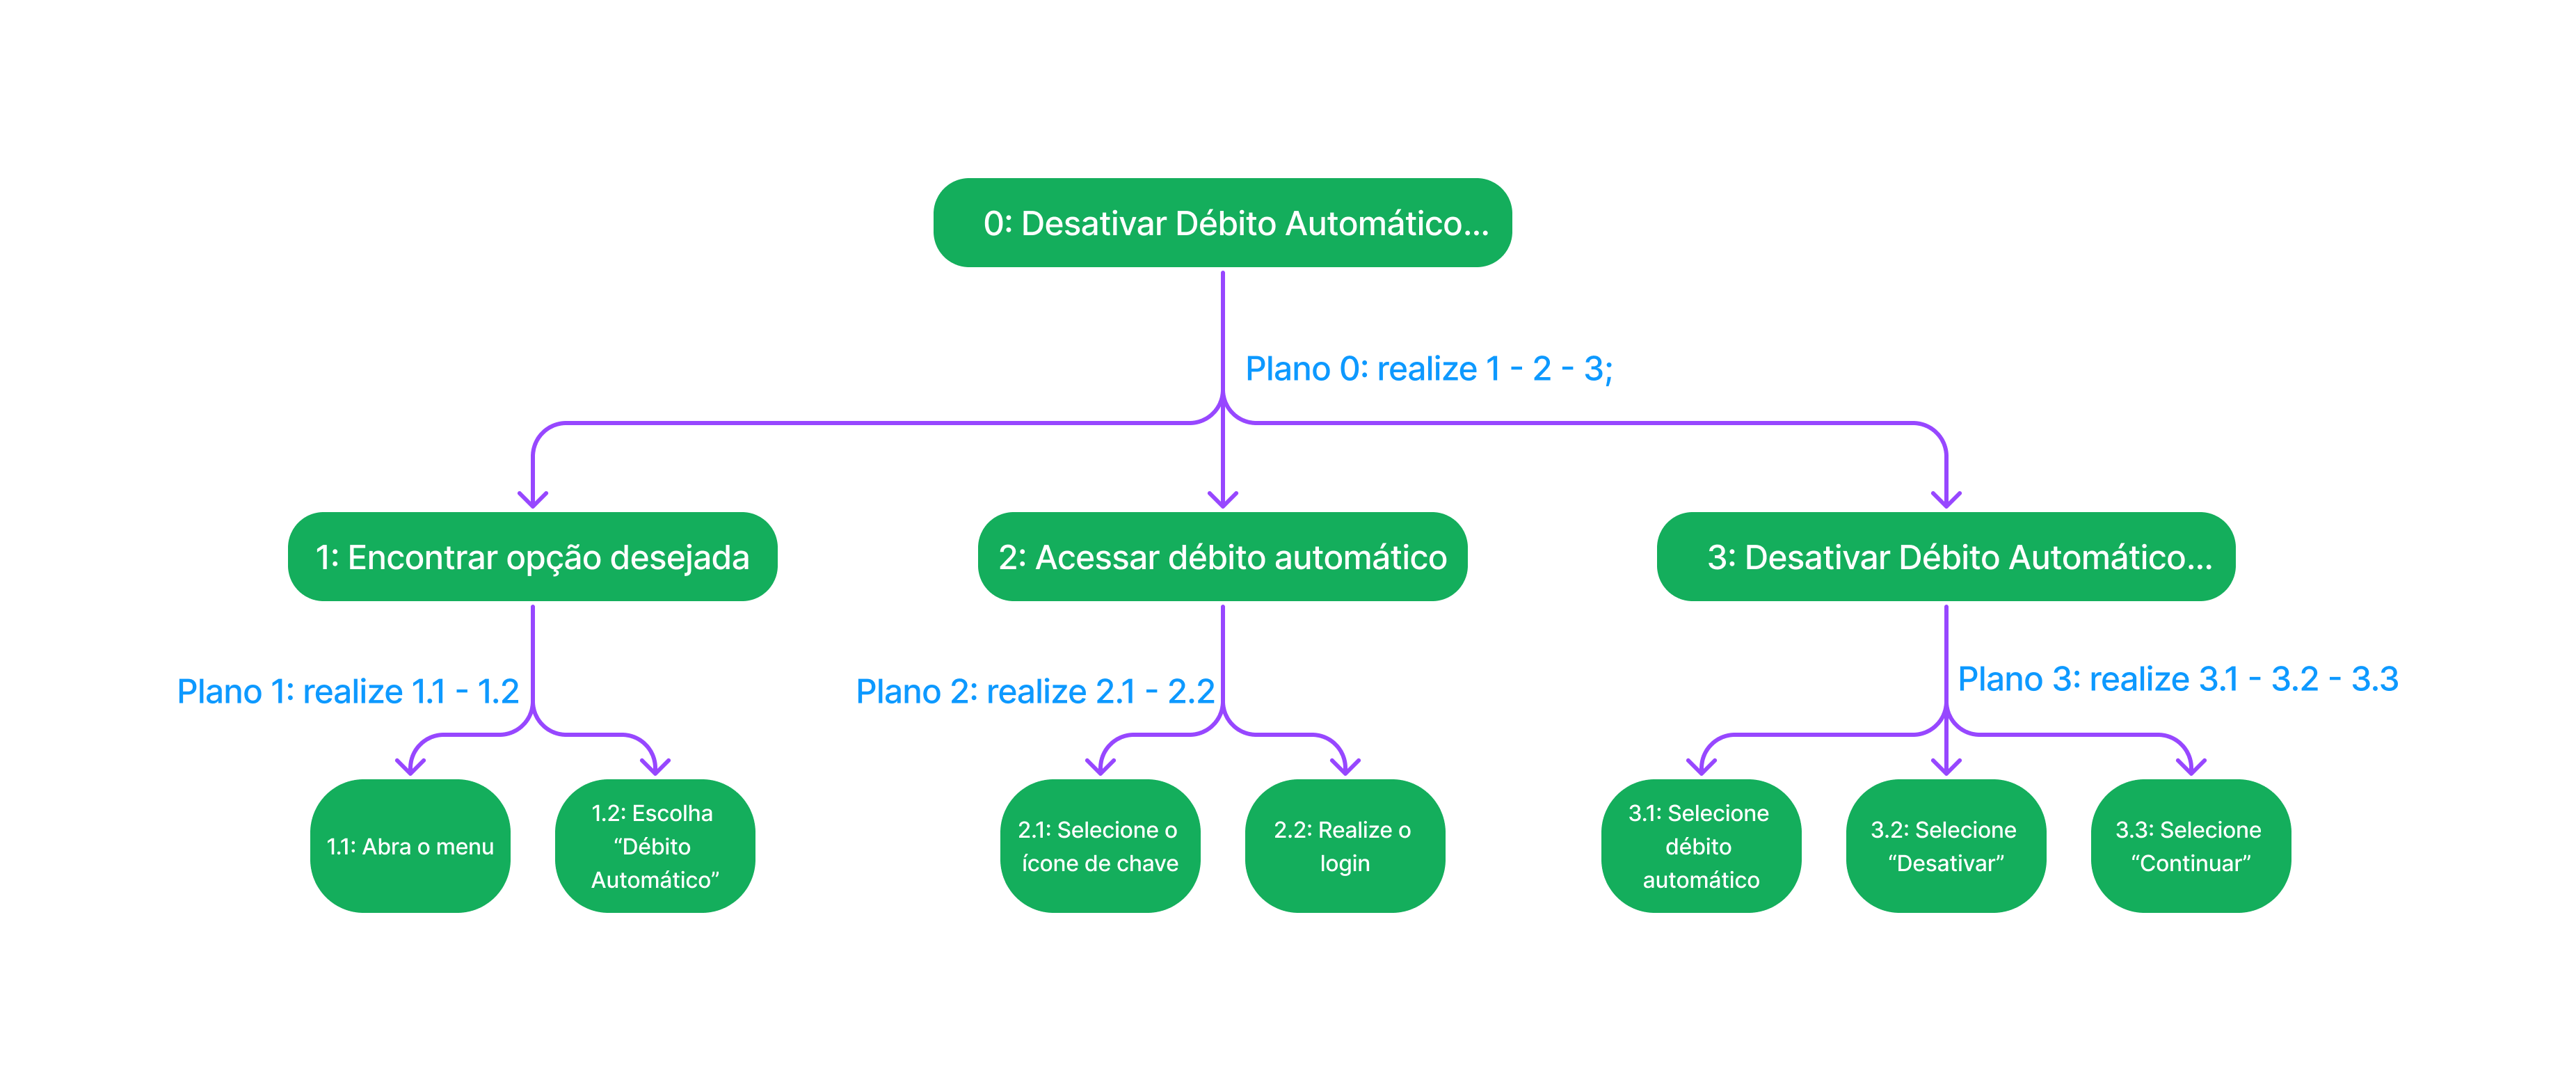 0: Desativar Débito Automático...
Plano 0: realize 1 - 2 - 3;
1: Encontrar opção desejada
2: Acessar débito automático
3: Desativar Débito Automático...
Plano 1: realize 1.1 - 1.2
Plano 2: realize 2.1 - 2.2
Plano 3: realize 3.1 - 3.2 - 3.3
1.1: Abra o menu
1.2: Escolha
“Débito
Automático”
2.1: Selecione o
ícone de chave
2.2: Realize o
login
3.1: Selecione
débito
automático
3.2: Selecione
“Desativar”
3.3: Selecione
“Continuar”